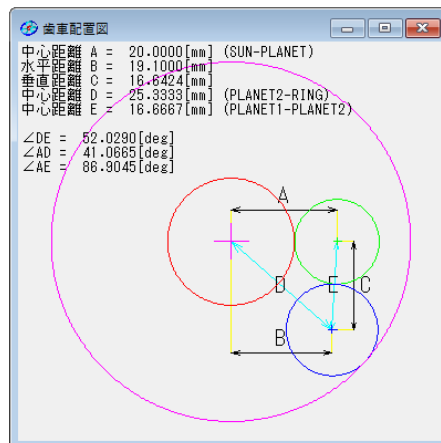 歯車配置図
中心距離 A = 20.0000[mm] (SUN-PLANET)
水平距離 B = 19.1000[mm]
垂直距離 C = 16.6424[mm]
中心距離 D = 25.3333[mm] (PLANET2-RING)
中心距離 E = 16.6667[mm] (PLANET1-PLANET2)
∠DE = 52.0290[deg]
∠AD = 41.0665[deg]
∠AE = 86.9045[deg]
A
D
E
C
B